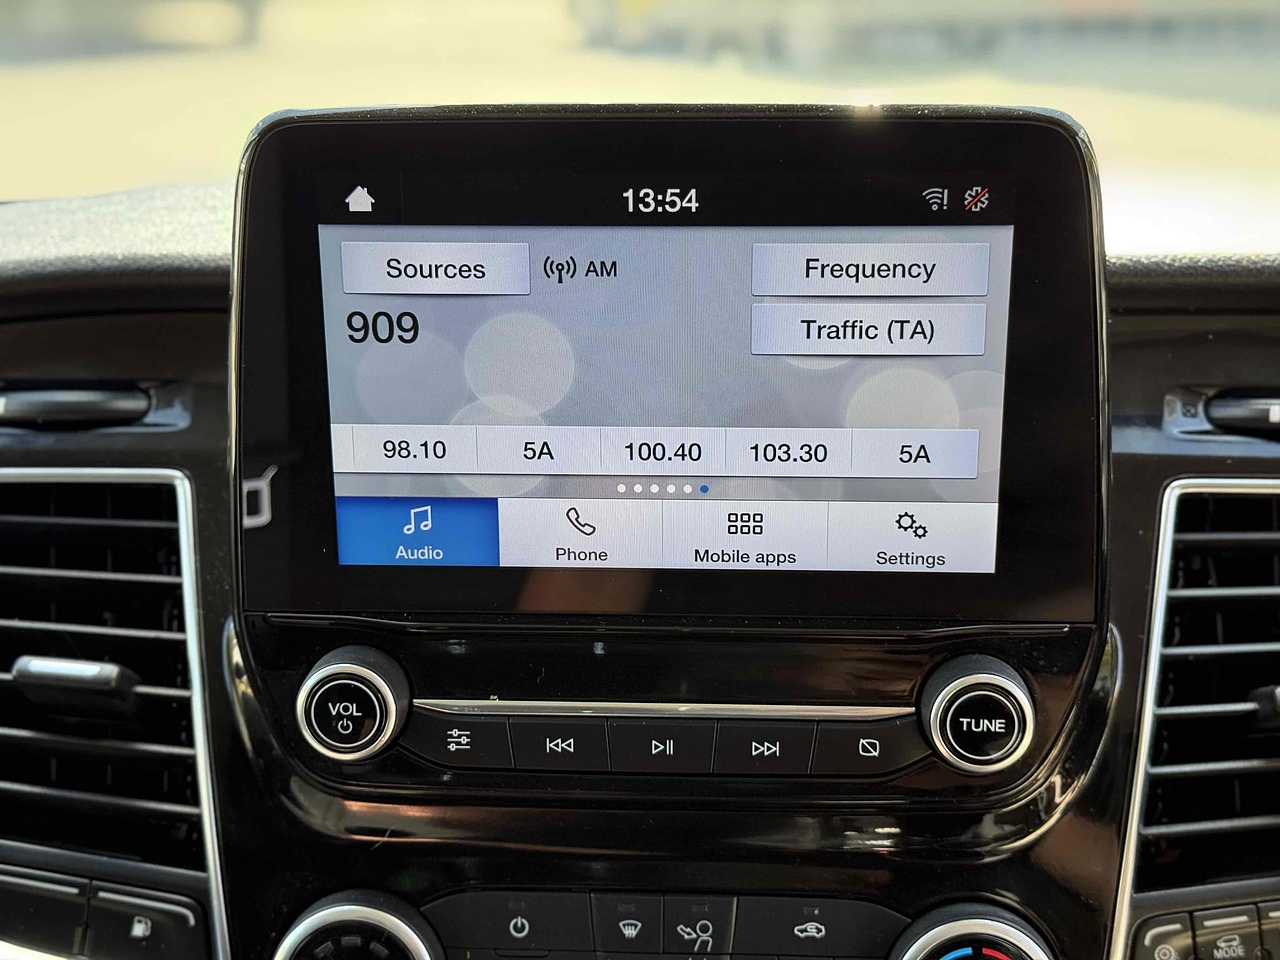 13:54
Sources AM Frequency
909 Traffic (TA)
98.10 5A 100.40 103.30 5A
Audio Phone Mobile apps Settings
VOL TUNE
MODE